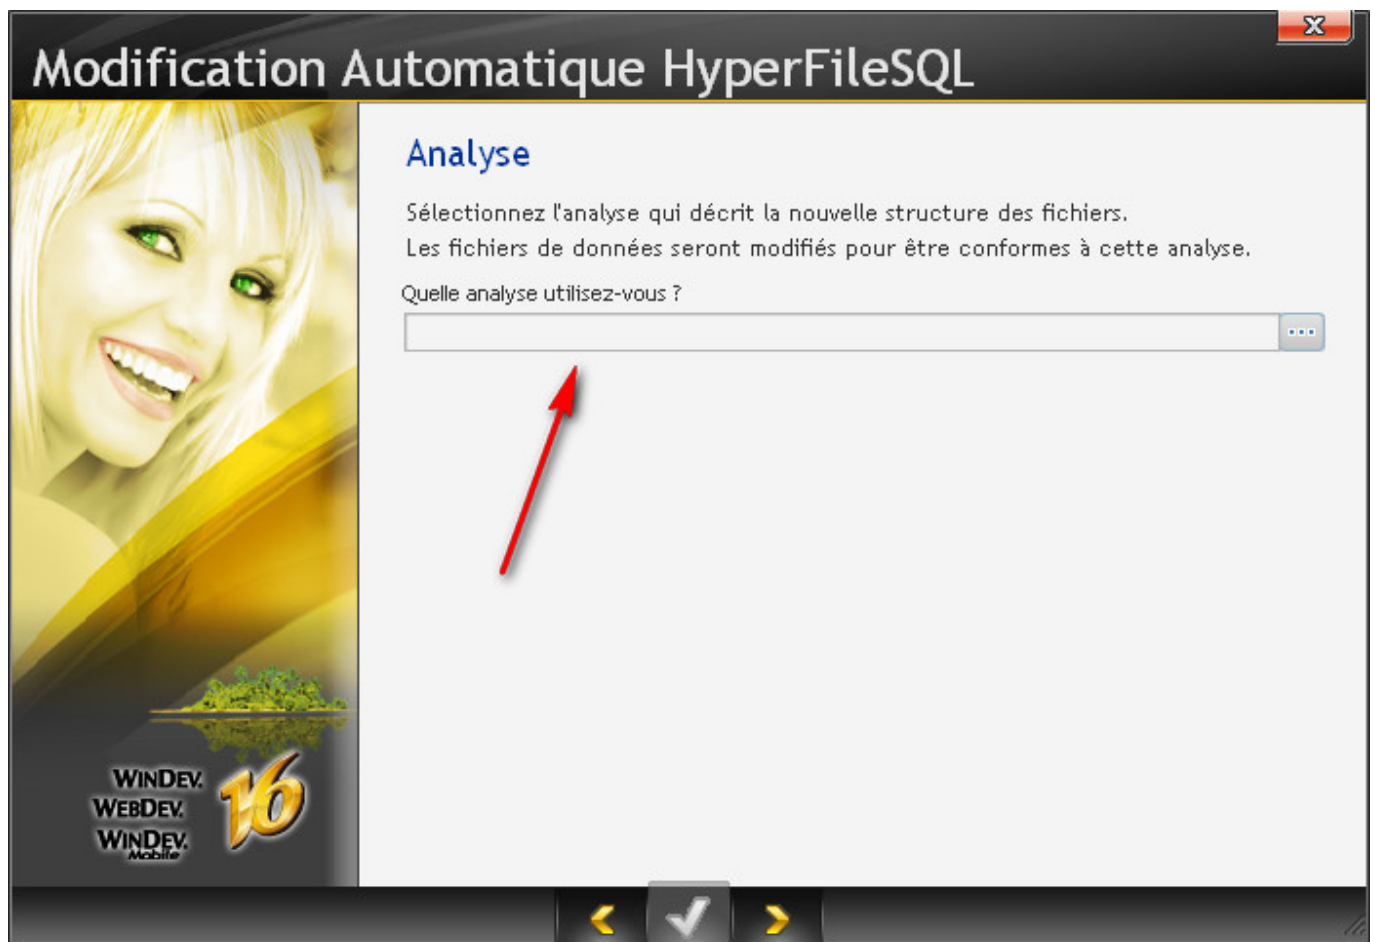 Modification Automatique HyperFileSQL
Analyse
Sélectionnez l'analyse qui décrit la nouvelle structure des fichiers.
Les fichiers de données seront modifiés pour être conformes à cette analyse.
Quelle analyse utilisez-vous ?
WINDEV.
WEBDEV.
WINDEV.
Mobile
16